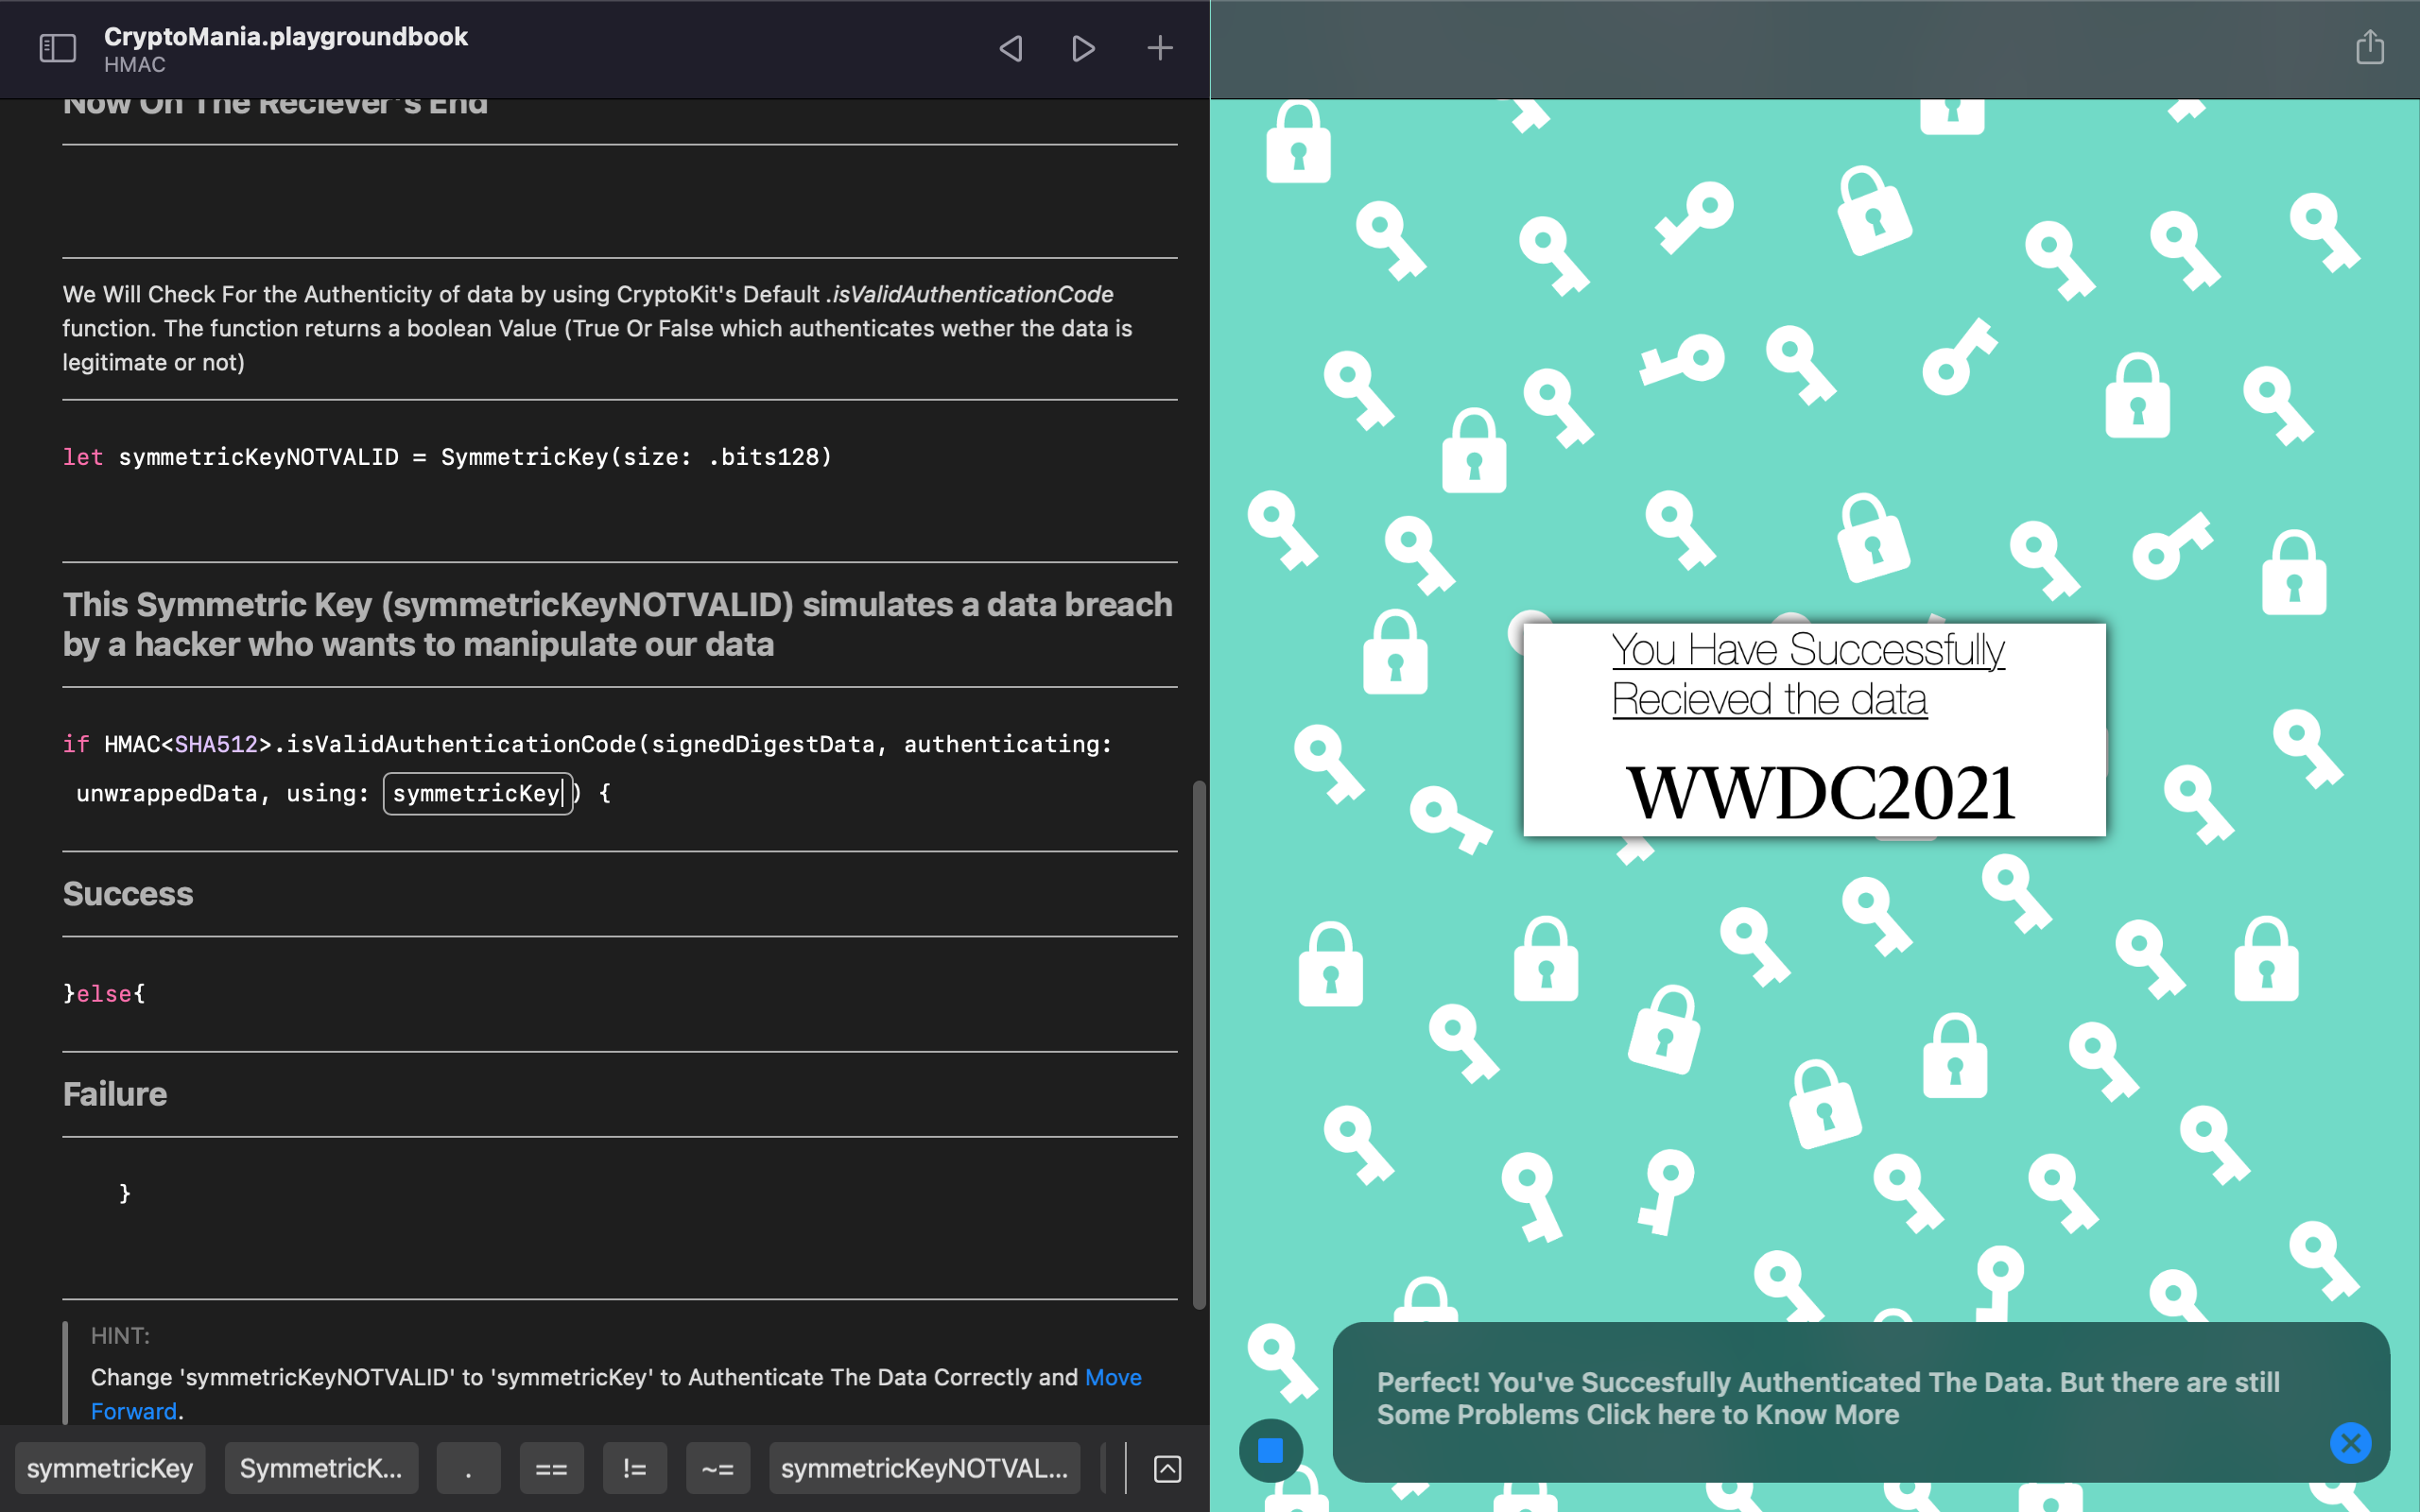 CryptoMania.playgroundbook
HMAC
Now On The Reciever's End
We Will Check For the Authenticity of data by using CryptoKit's Default .isValidAuthenticationCode
function. The function returns a boolean Value (True Or False which authenticates wether the data is
legitimate or not)
let symmetricKeyNOTVALID = SymmetricKey(size: .bits128)
This Symmetric Key (symmetricKeyNOTVALID) simulates a data breach
by a hacker who wants to manipulate our data
if HMAC<SHA512>.isValidAuthenticationCode(signedDigestData, authenticating:
unwrappedData, using: symmetricKey) {
Success
}else{
Failure
}
HINT:
Change 'symmetricKeyNOTVALID' to 'symmetricKey' to Authenticate The Data Correctly and Move
Forward.
symmetricKey SymmetricK... . == != ~= symmetricKeyNOTVAL...
You Have Successfully
Recieved the data
WWDC2021
Perfect! You've Succesfully Authenticated The Data. But there are still
Some Problems Click here to Know More